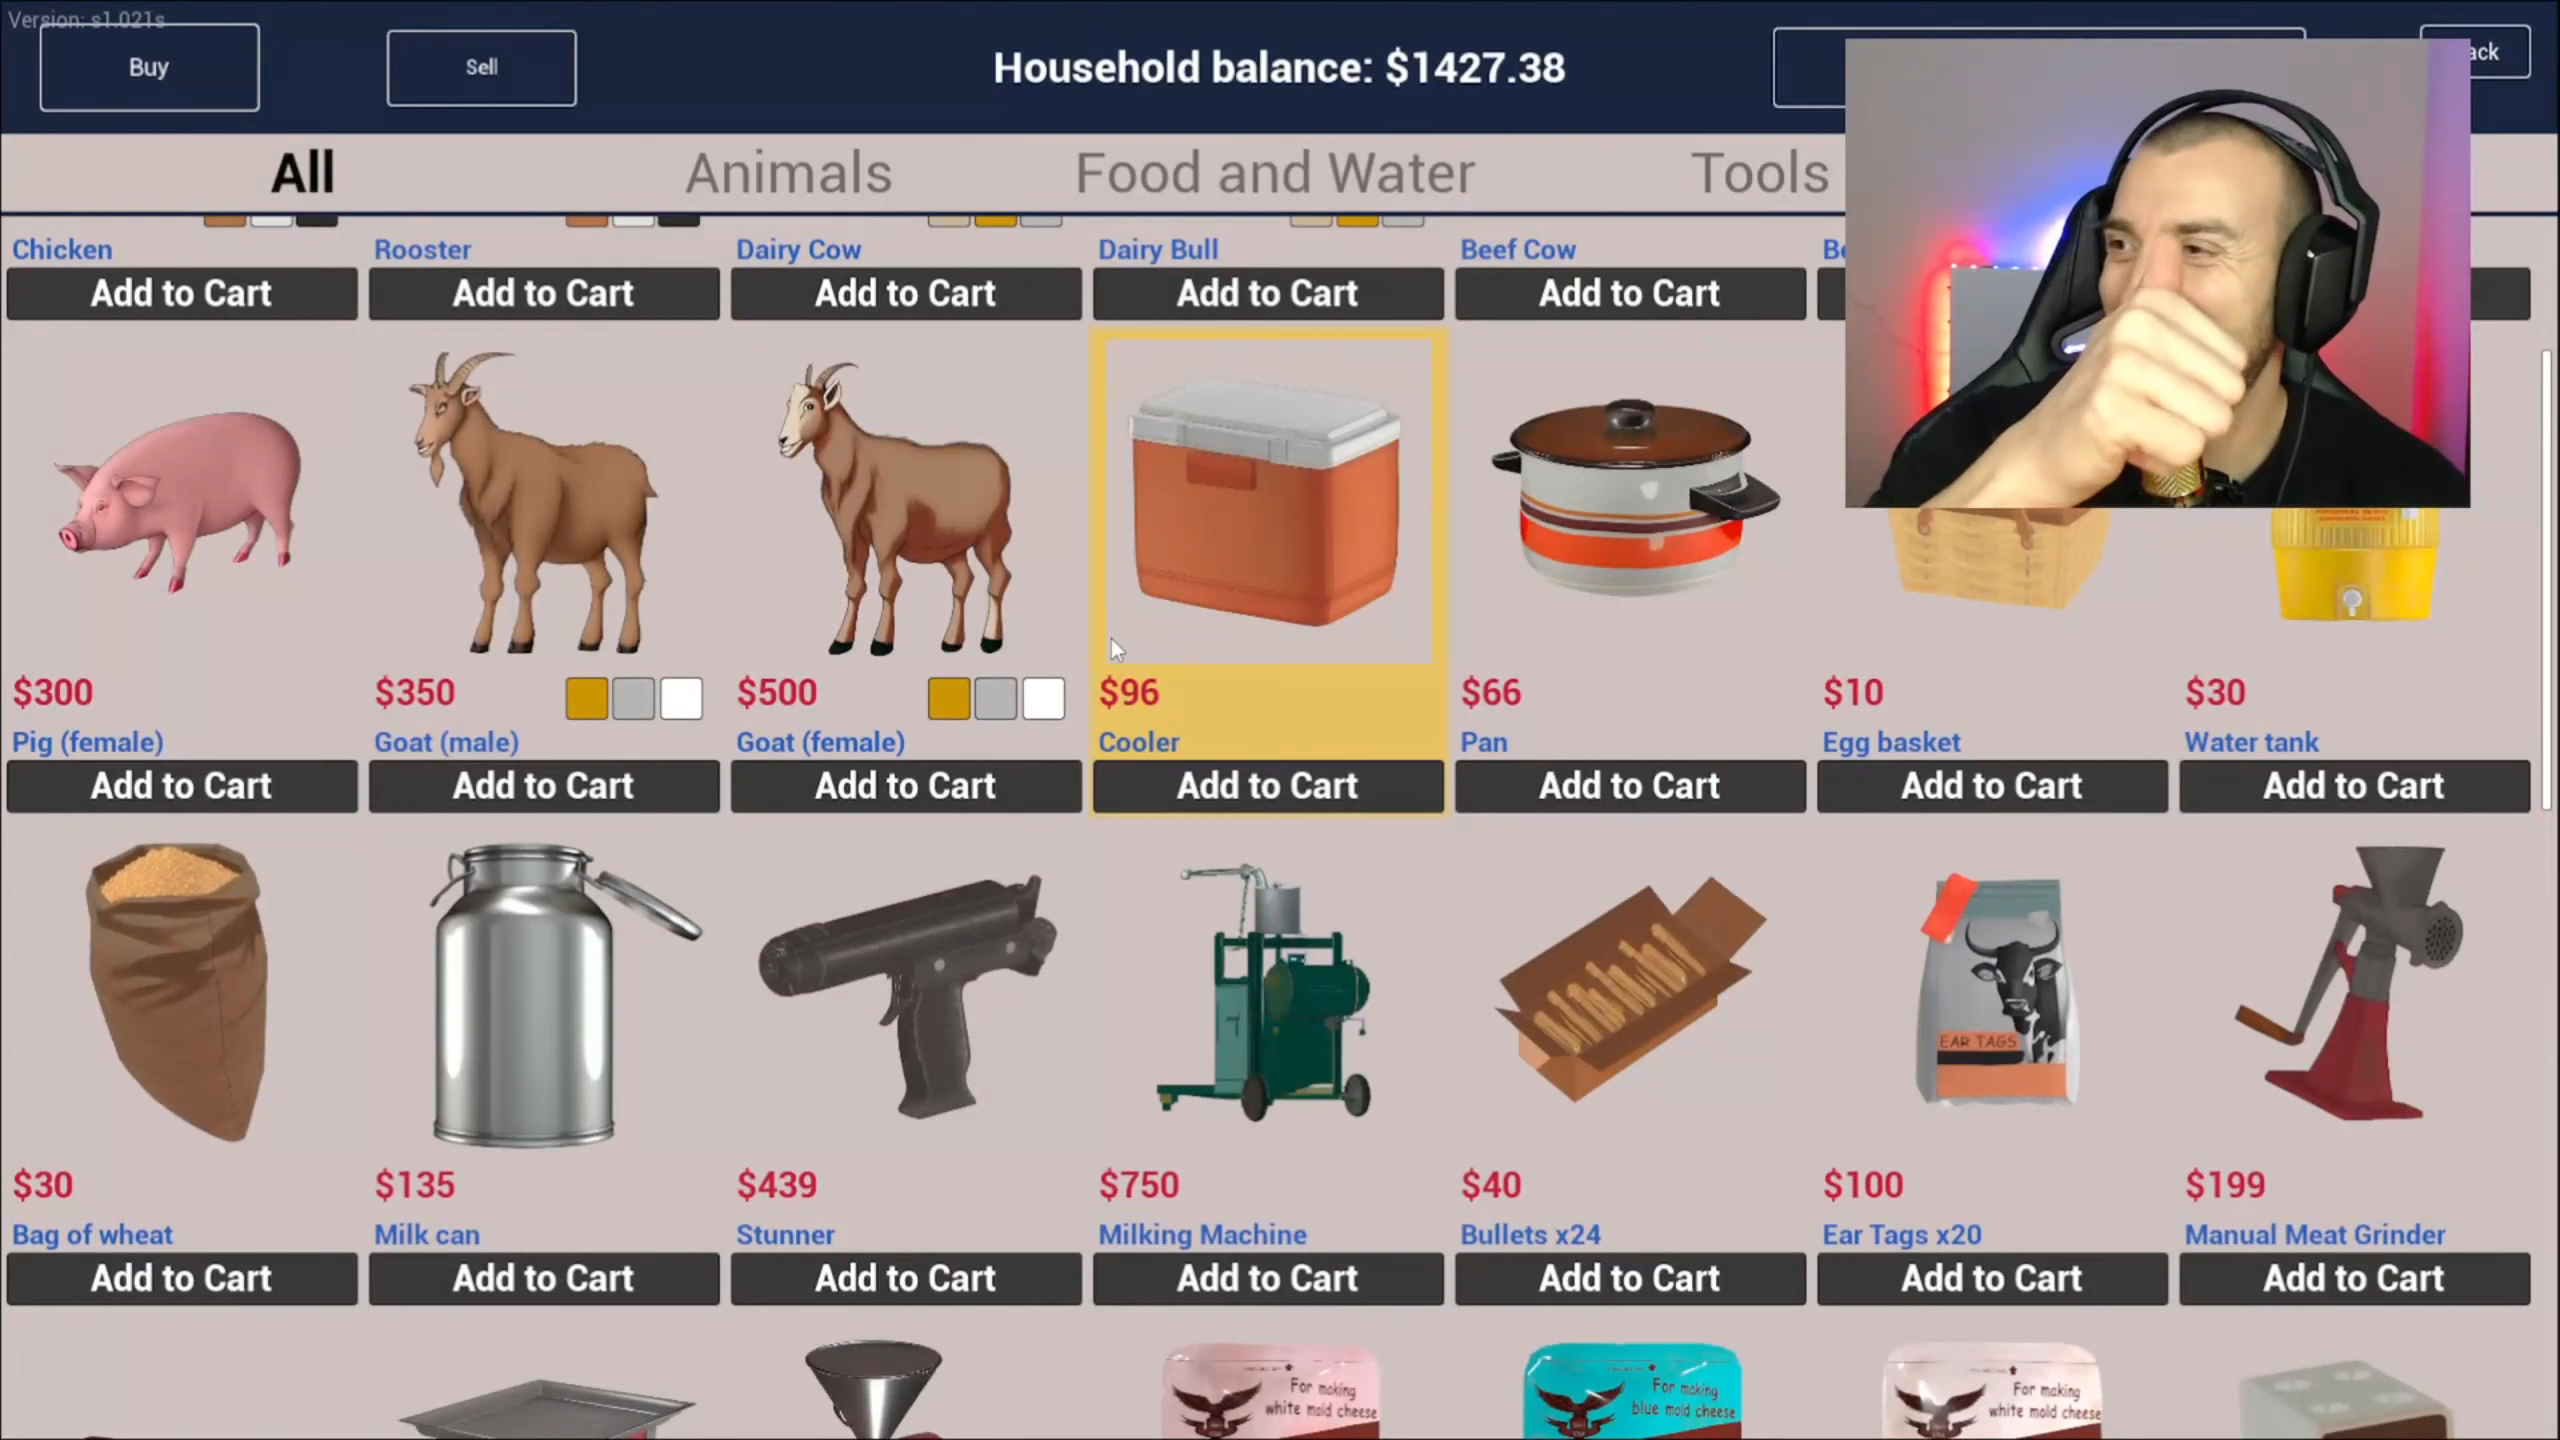 Version: s1.021s
Buy
Sell
Household balance: $1427.38
ack
All
Animals
Food and Water
Tools
Chicken
Rooster
Dairy Cow
Dairy Bull
Beef Cow
Be
Add to Cart
Add to Cart
Add to Cart
Add to Cart
Add to Cart
$300
$350
$500
$96
$66
$10
$30
Pig (female)
Goat (male)
Goat (female)
Cooler
Pan
Egg basket
Water tank
Add to Cart
Add to Cart
Add to Cart
Add to Cart
Add to Cart
Add to Cart
Add to Cart
EAR TAGS
$30
$135
$439
$750
$40
$100
$199
Bag of wheat
Milk can
Stunner
Milking Machine
Bullets x24
Ear Tags x20
Manual Meat Grinder
Add to Cart
Add to Cart
Add to Cart
Add to Cart
Add to Cart
Add to Cart
Add to Cart
For making
white mold cheese
For making
blue mold cheese
For making
white mold cheese